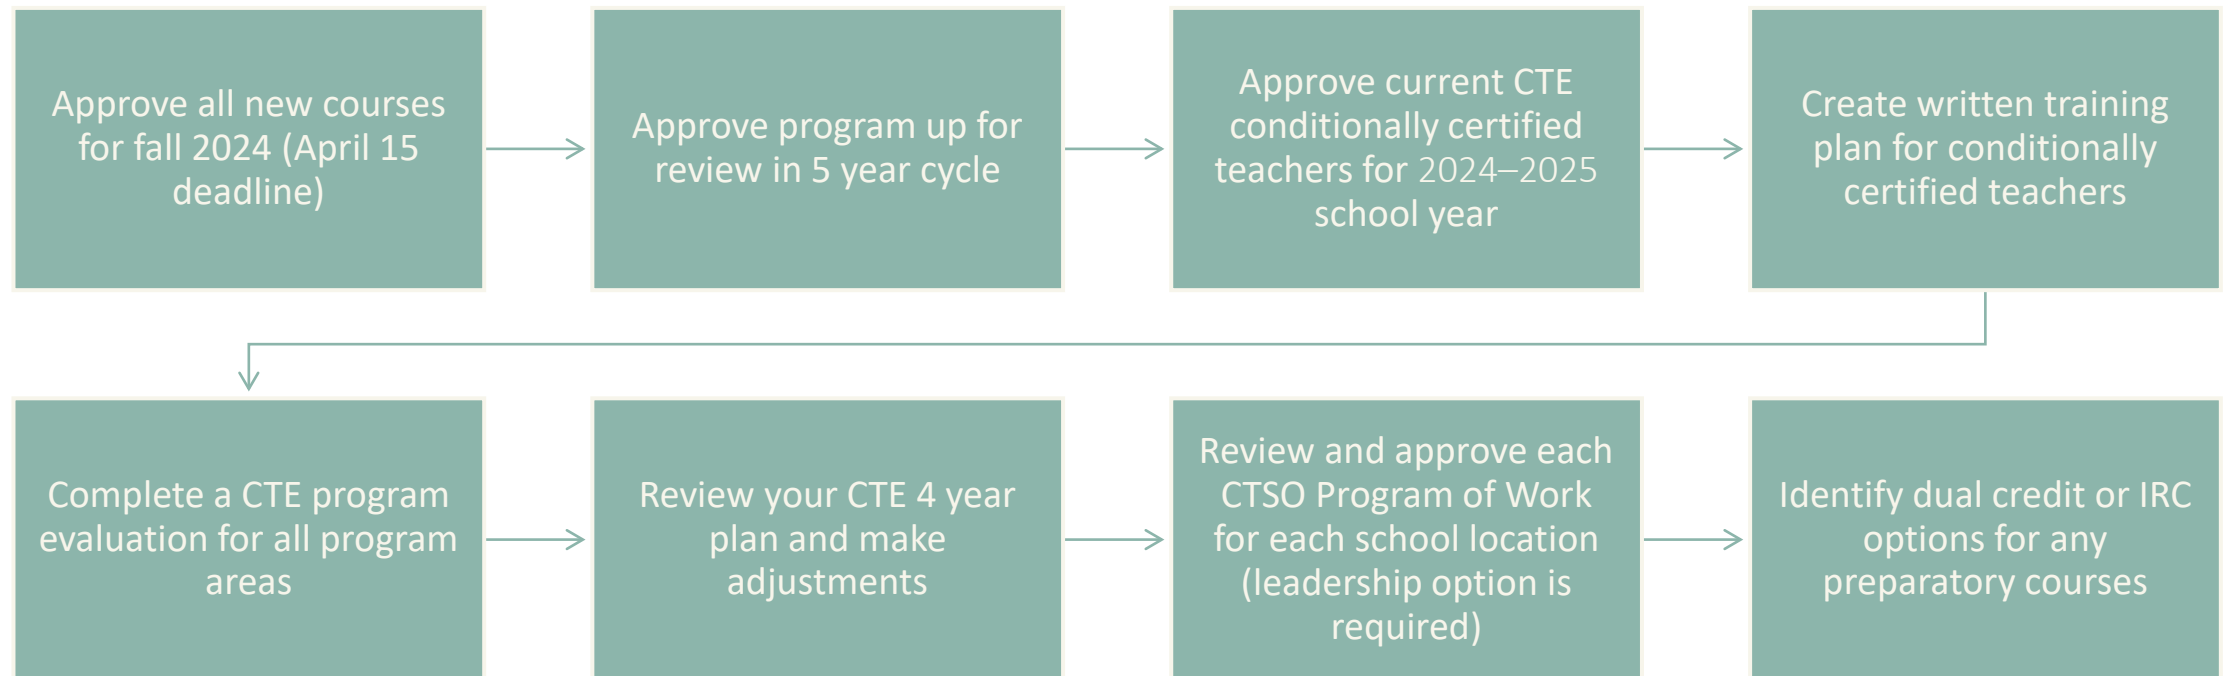 Approve all new courses
for fall 2024 (April 15
deadline)
Approve program up for
review in 5 year cycle
Approve current CTE
conditionally certified
teachers for 2024–2025
school year
Create written training
plan for conditionally
certified teachers
Complete a CTE program
evaluation for all program
areas
Review your CTE 4 year
plan and make
adjustments
Review and approve each
CTSO Program of Work
for each school location
(leadership option is
required)
Identify dual credit or IRC
options for any
preparatory courses